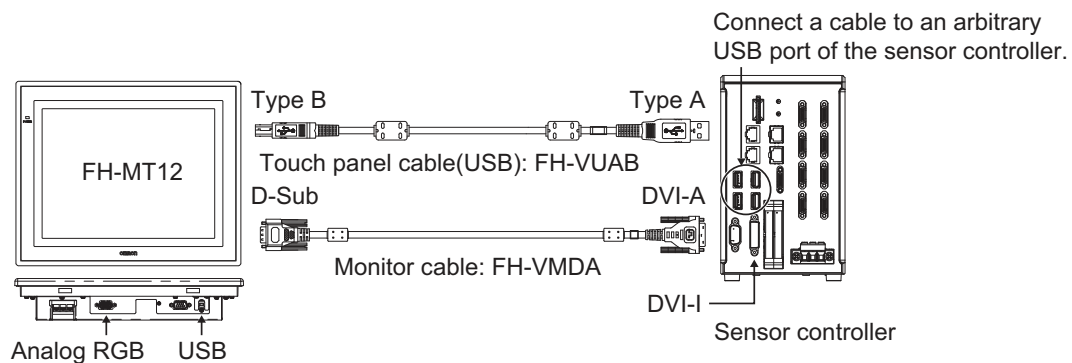 Connect a cable to an arbitrary
USB port of the sensor controller.
Type B
Type A
FH-MT12
Touch panel cable(USB): FH-VUAB
D-Sub
DVI-A
OMRON
Monitor cable: FH-VMDA
DVI-I
Sensor controller
Analog RGB
USB